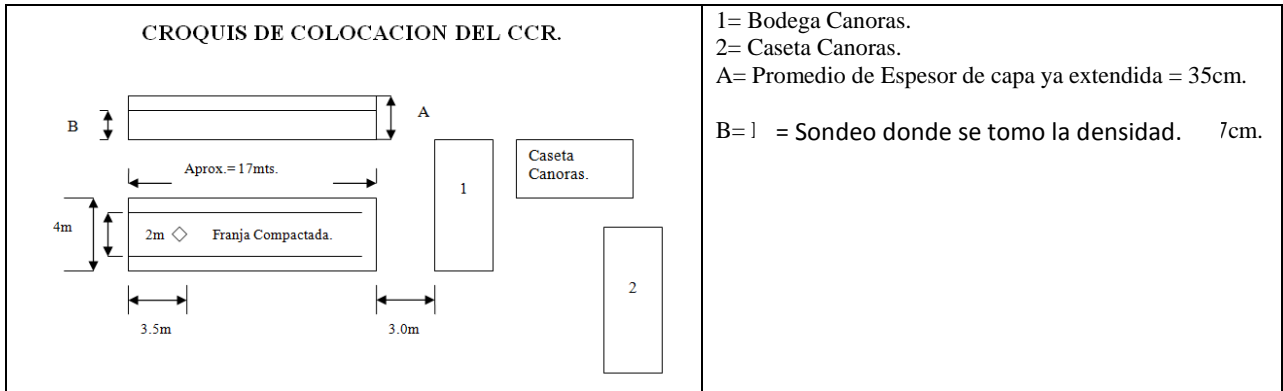 CROQUIS DE COLOCACION DEL CCR.
B
A
Aprox.= 17mts.
1
Caseta
Canoras.
4m
2m
Franja Compactada.
2
3.5m
3.0m
1= Bodega Canoras.
2= Caseta Canoras.
A= Promedio de Espesor de capa ya extendida = 35cm.
B= = Sondeo donde se tomo la densidad. 7cm.